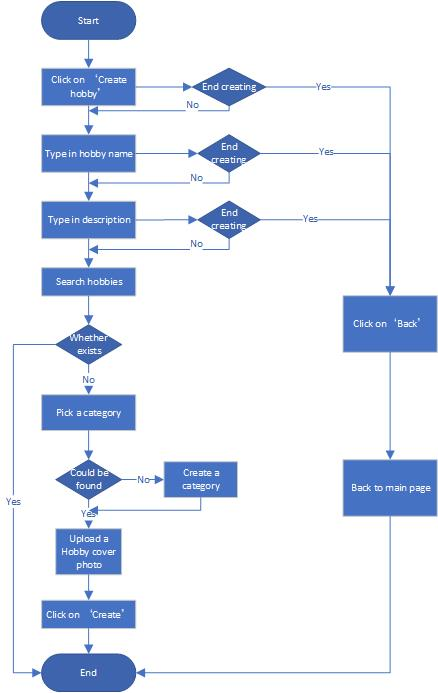 Start
Click on ‘Create
hobby’
End creating
Yes
No
Type in hobby name
End
creating
Yes
No
Type in description
End
creating
Yes
No
Search hobbies
Click on ‘Back’
Whether
exists
No
Pick a category
Could be
found
No
Create a
category
Back to main page
Yes
Yes
Upload a
Hobby cover
photo
Click on ‘Create’
End